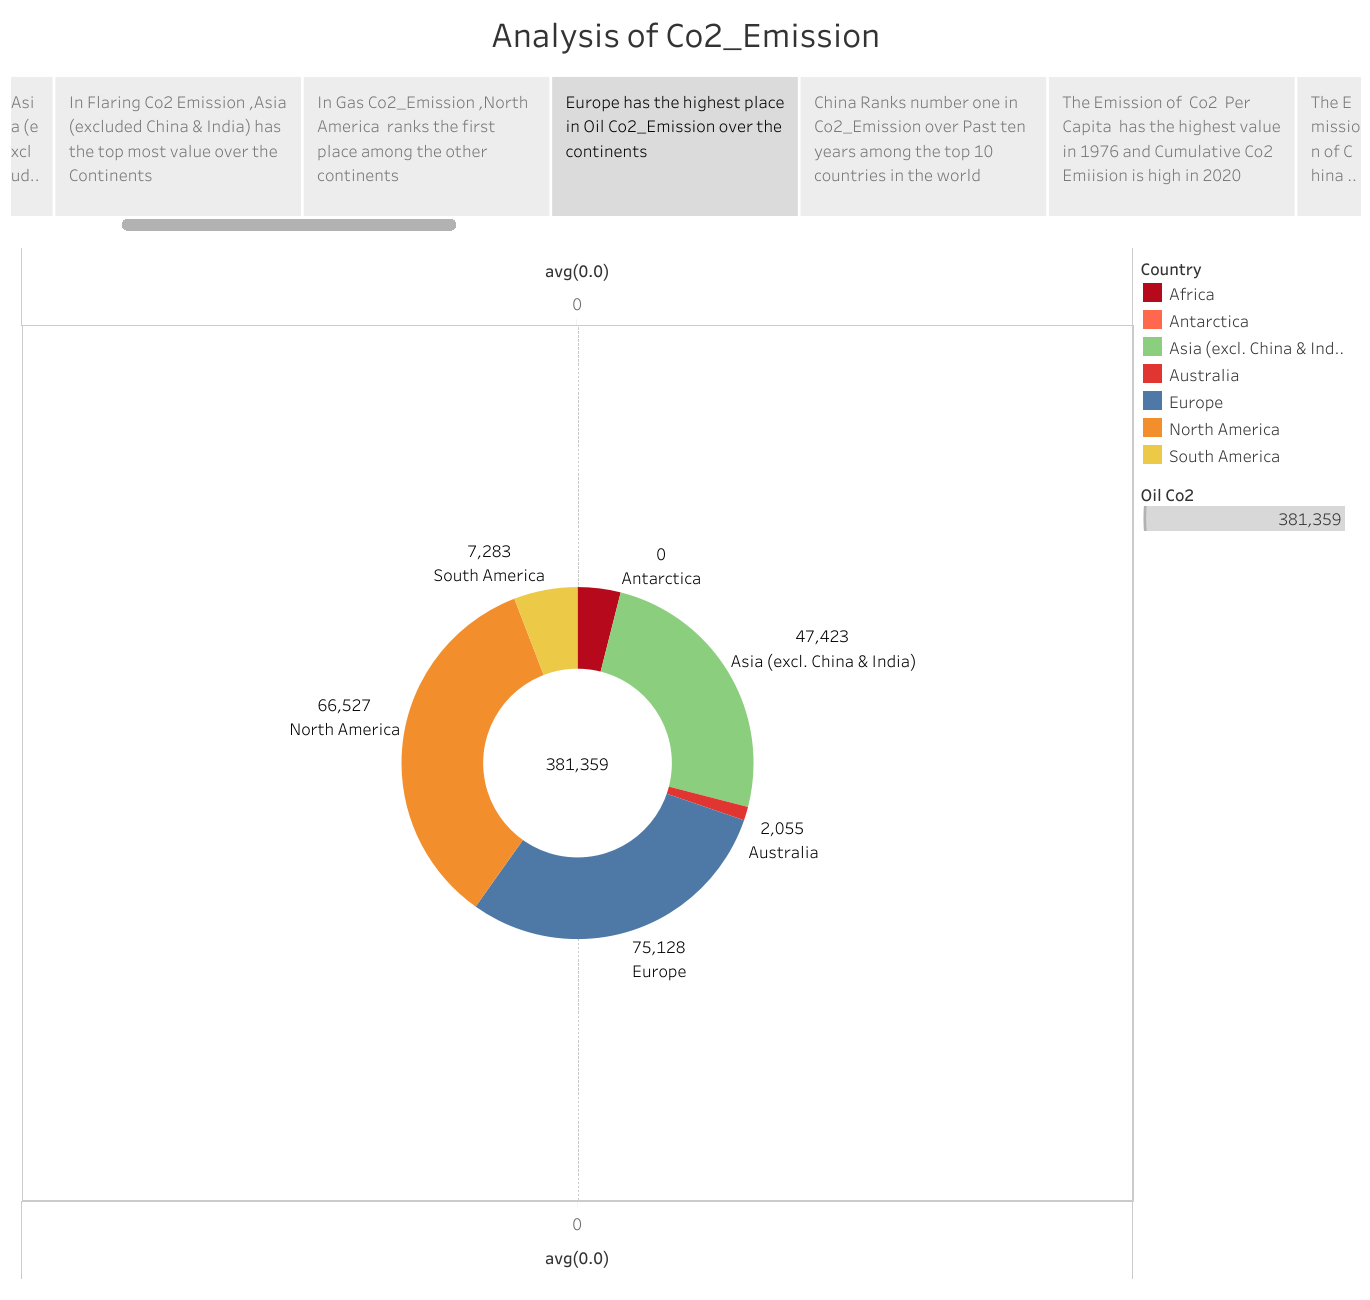 Analysis of Co2_Emission
Asi
a (e
xcl
ud..
In Flaring Co2 Emission ,Asia
(excluded China & India) has
the top most value over the
Continents
In Gas Co2_Emission ,North
America  ranks the first
place among the other
continents
Europe has the highest place
in Oil Co2_Emission over the
continents
China Ranks number one in
Co2_Emission over Past ten
years among the top 10
countries in the world
The Emission of  Co2  Per
Capita  has the highest value
in 1976 and Cumulative Co2
Emiision is high in 2020
The E
missio
n of C
hina ..
avg(0.0)
0
7,283
South America
0
Antarctica
47,423
Asia (excl. China & India)
66,527
North America
381,359
2,055
Australia
75,128
Europe
0
avg(0.0)
Country
Africa
Antarctica
Asia (excl. China & Ind..
Australia
Europe
North America
South America
Oil Co2
381,359